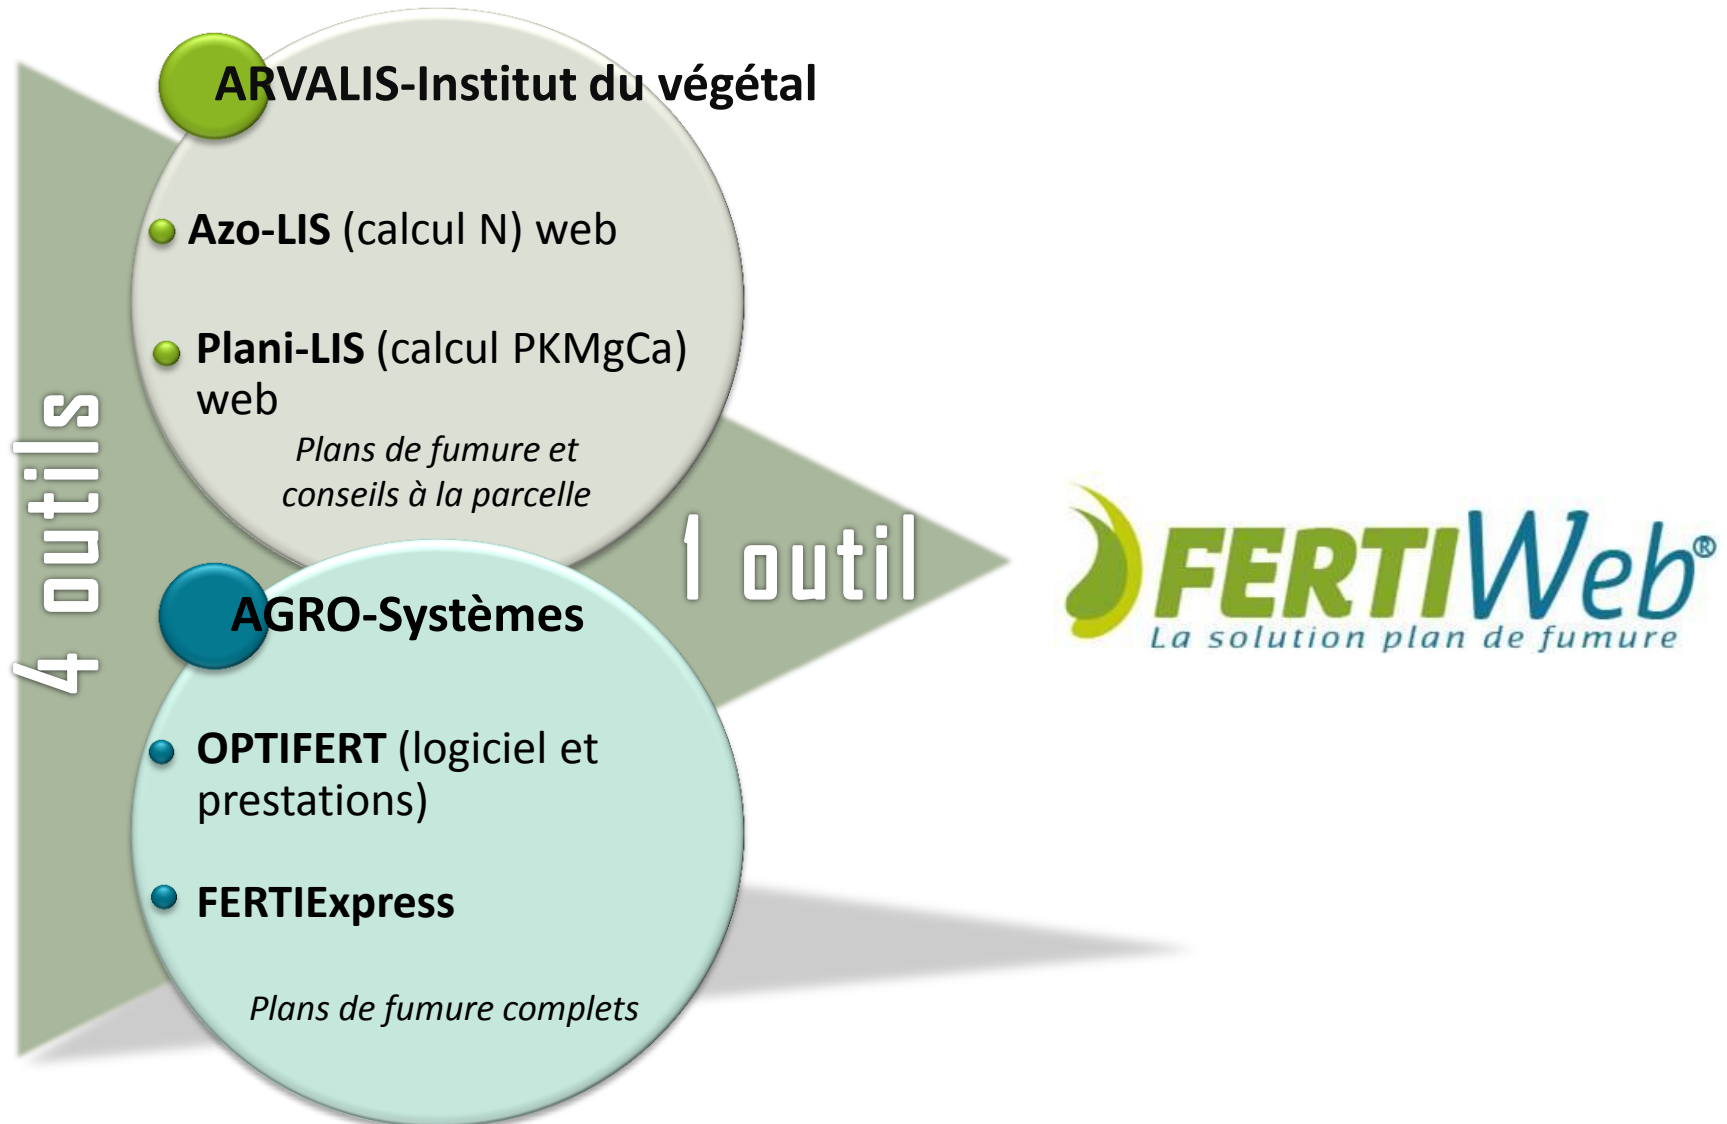 4 outils
ARVALIS-Institut du végétal
Azo-LIS (calcul N) web
Plani-LIS (calcul PKMgCa)
web
Plans de fumure et
conseils à la parcelle
AGRO-Systèmes
OPTIFERT (logiciel et
prestations)
FERTIExpress
Plans de fumure complets
1 outil
FERTIWeb®
La solution plan de fumure